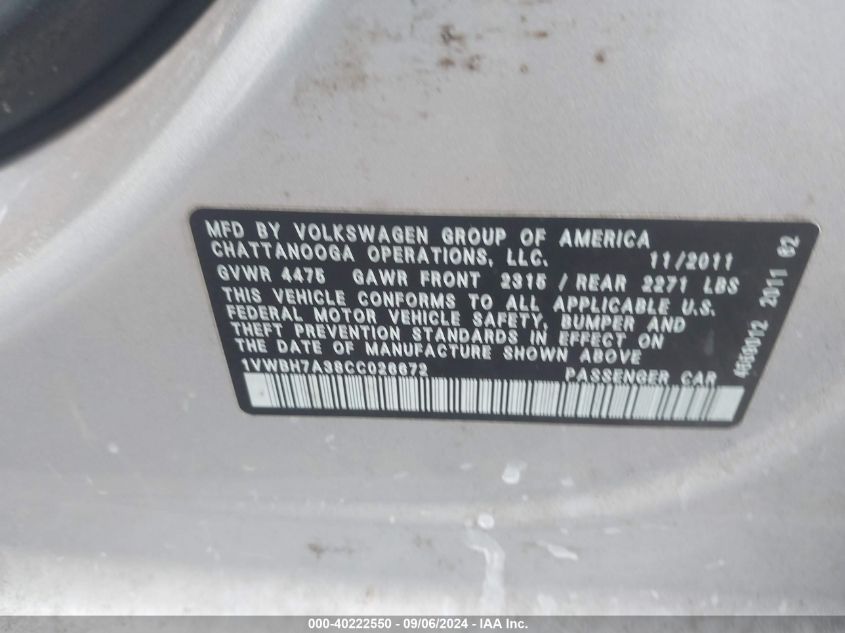 MFD BY VOLKSWAGEN GROUP OF AMERICA
CHATTANOOGA OPERATIONS, LLC. 11/2011
GVWR 4475 GAWR FRONT 2315 / REAR 2271 LBS
THIS VEHICLE CONFORMS TO ALL APPLICABLE U.S.
FEDERAL MOTOR VEHICLE SAFETY, BUMPER AND
THEFT PREVENTION STANDARDS IN EFFECT ON
THE DATE OF MANUFACTURE SHOWN ABOVE
1VWBH7A38CC026672 PASSENGER CAR
2011
000-40222550 - 09/06/2024 - IAA Inc.